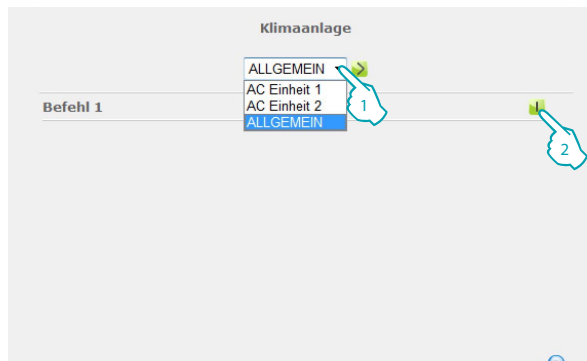 Klimaanlage
ALLGEMEIN
AC Einheit 1
AC Einheit 2
ALLGEMEIN
1
Befehl 1
2